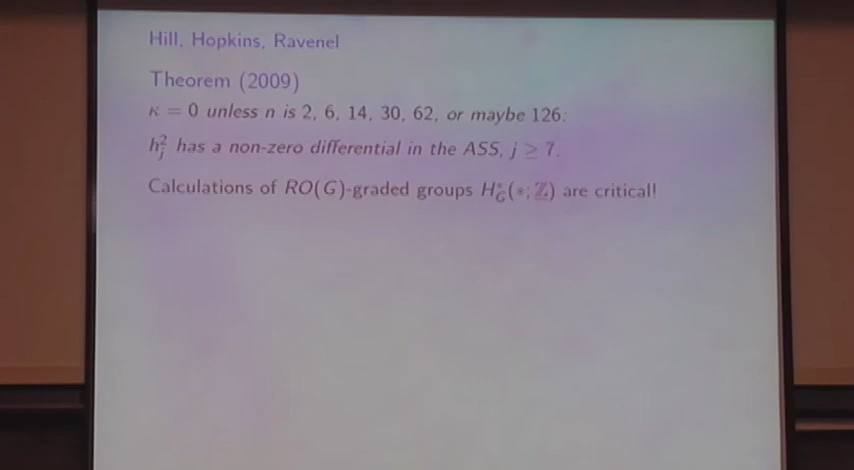 Hill, Hopkins, Ravenel
Theorem (2009)
κ = 0 unless n is 2, 6, 14, 30, 62, or maybe 126:
h_j^2 has a non-zero differential in the ASS, j ≥ 7.
Calculations of RO(G)-graded groups H_G^*(*; ℤ) are critical!